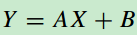 Y = AX + B